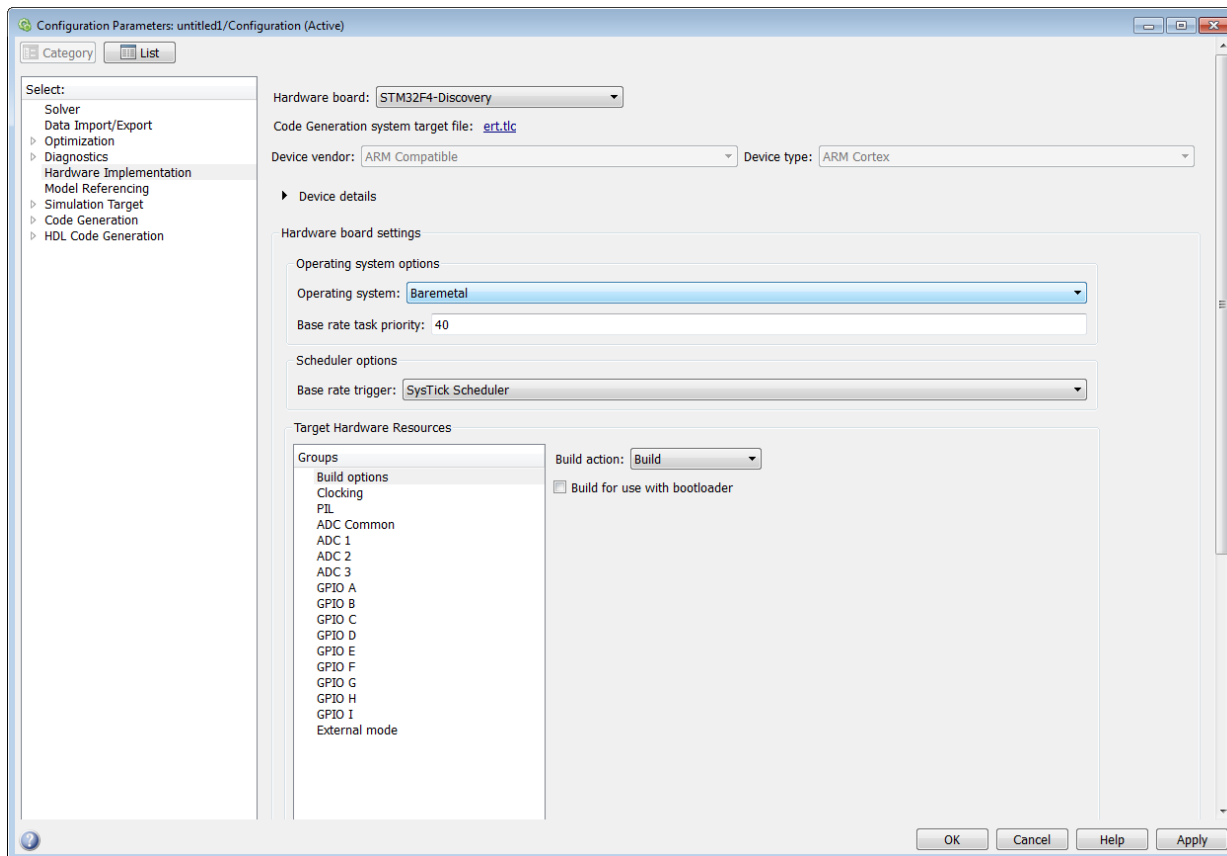 Configuration Parameters: untitled1/Configuration (Active)
Category List
Select:
Solver
Data Import/Export
Optimization
Diagnostics
Hardware Implementation
Model Referencing
Simulation Target
Code Generation
HDL Code Generation
Hardware board: STM32F4-Discovery
Code Generation system target file: ert.tlc
Device vendor: ARM Compatible Device type: ARM Cortex
Device details
Hardware board settings
Operating system options
Operating system: Baremetal
Base rate task priority: 40
Scheduler options
Base rate trigger: SysTick Scheduler
Target Hardware Resources
Groups
Build options
Clocking
PIL
ADC Common
ADC 1
ADC 2
ADC 3
GPIO A
GPIO B
GPIO C
GPIO D
GPIO E
GPIO F
GPIO G
GPIO H
GPIO I
External mode
Build action: Build
Build for use with bootloader
OK Cancel Help Apply